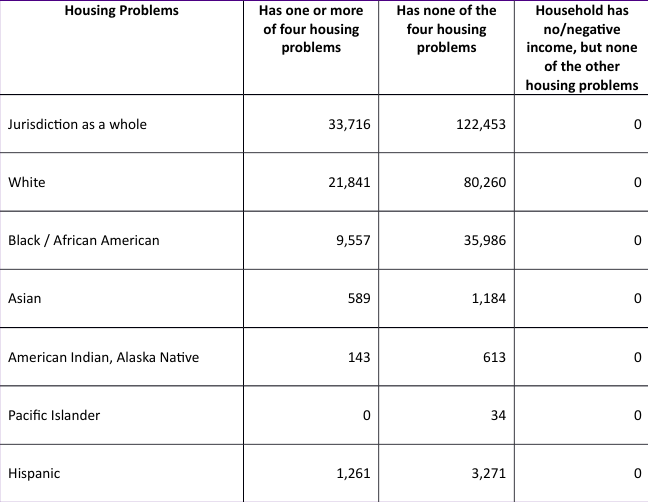 Housing Problems
Has one or more
of four housing
problems
Has none of the
four housing
problems
Household has
no/negative
income, but none
of the other
housing problems
Jurisdiction as a whole 33,716 122,453 0
White 21,841 80,260 0
Black / African American 9,557 35,986 0
Asian 589 1,184 0
American Indian, Alaska Native 143 613 0
Pacific Islander 0 34 0
Hispanic 1,261 3,271 0